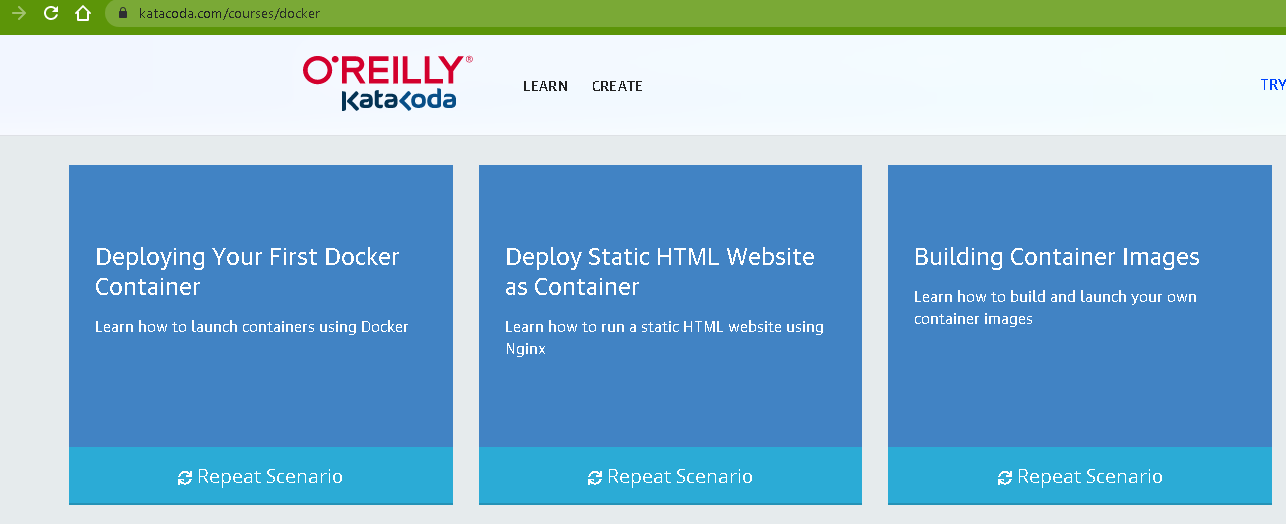 katacoda.com/courses/docker
O'REILLY®
Katacoda
LEARN CREATE
TRY
Deploying Your First Docker
Container
Learn how to launch containers using Docker
Repeat Scenario
Deploy Static HTML Website
as Container
Learn how to run a static HTML website using
Nginx
Repeat Scenario
Building Container Images
Learn how to build and launch your own
container images
Repeat Scenario